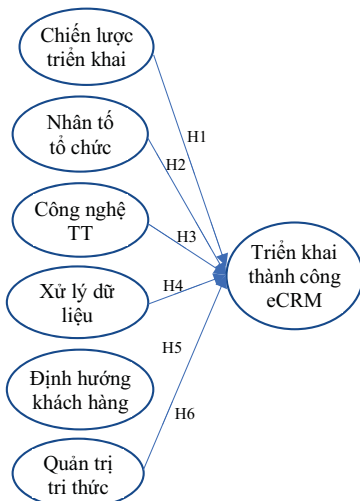 Chiến lược
triển khai
H1
Nhân tố
tổ chức
H2
Công nghệ
TT
H3
Triển khai
thành công
eCRM
Xử lý dữ
liệu
H4
H5
Định hướng
khách hàng
H6
Quản trị
tri thức